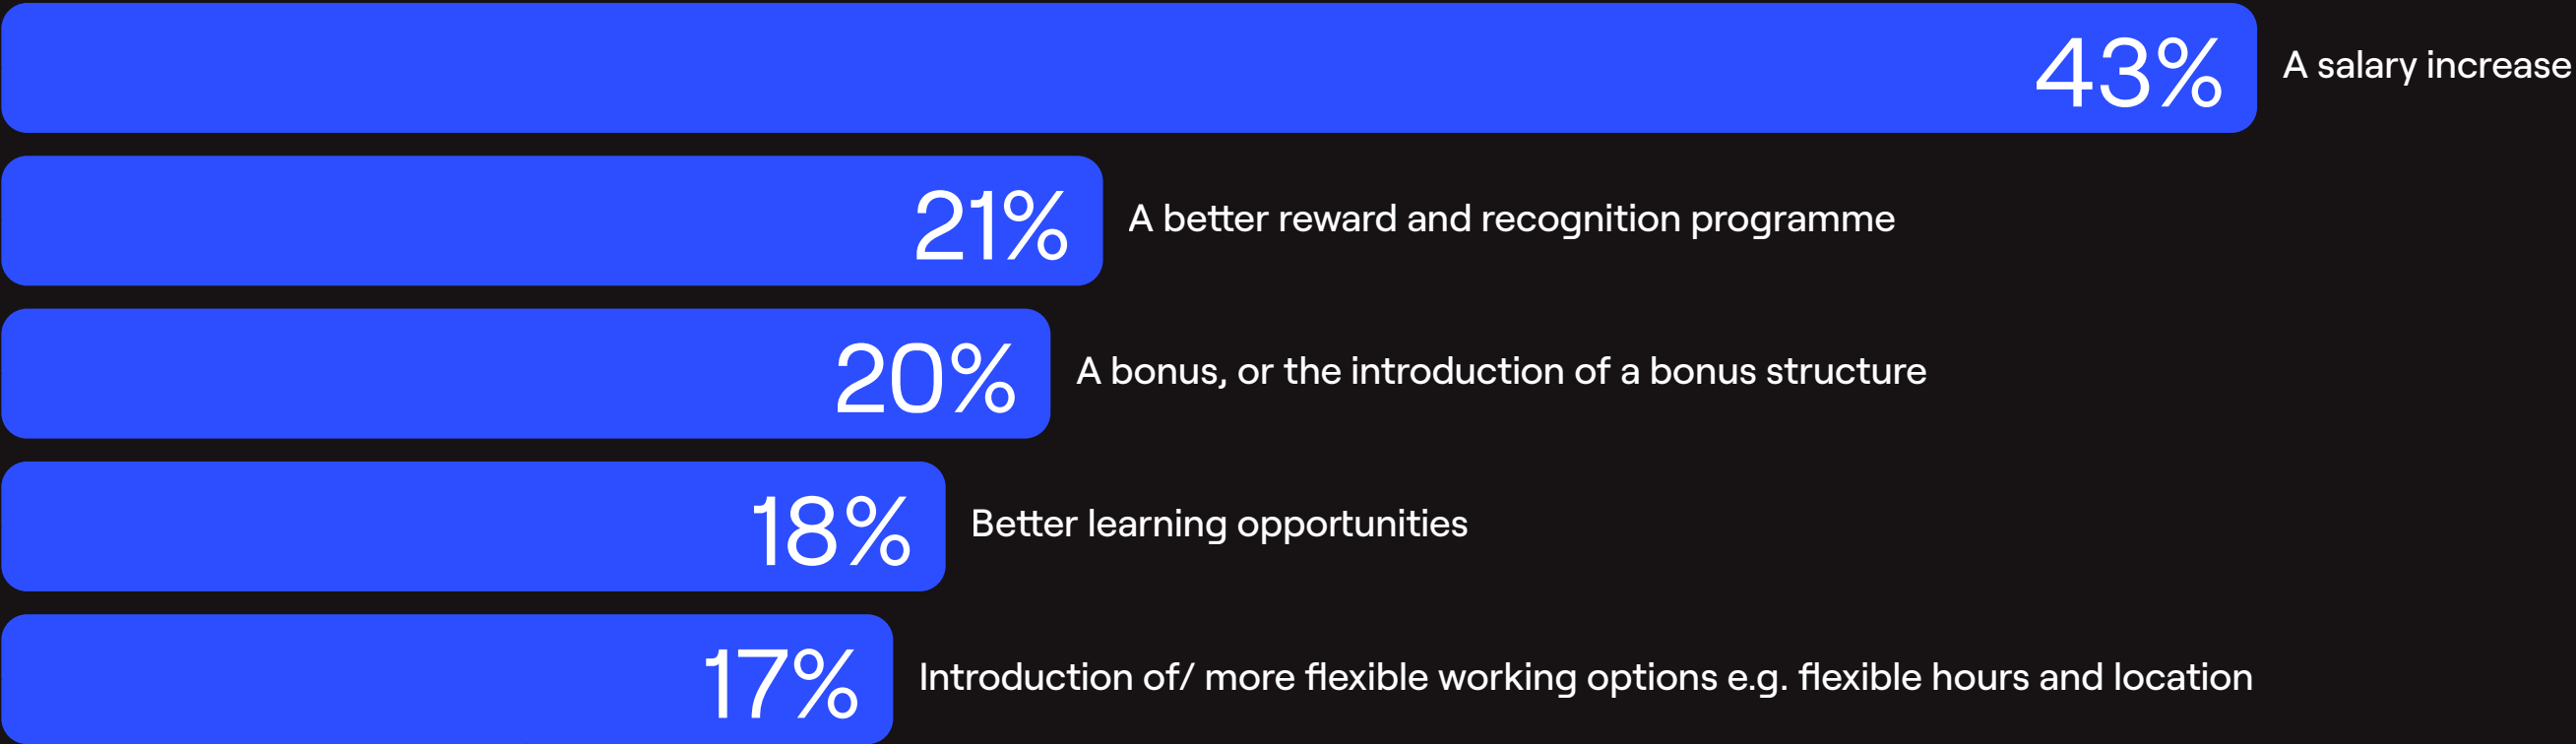 43% A salary increase
21% A better reward and recognition programme
20% A bonus, or the introduction of a bonus structure
18% Better learning opportunities
17% Introduction of/ more flexible working options e.g. flexible hours and location